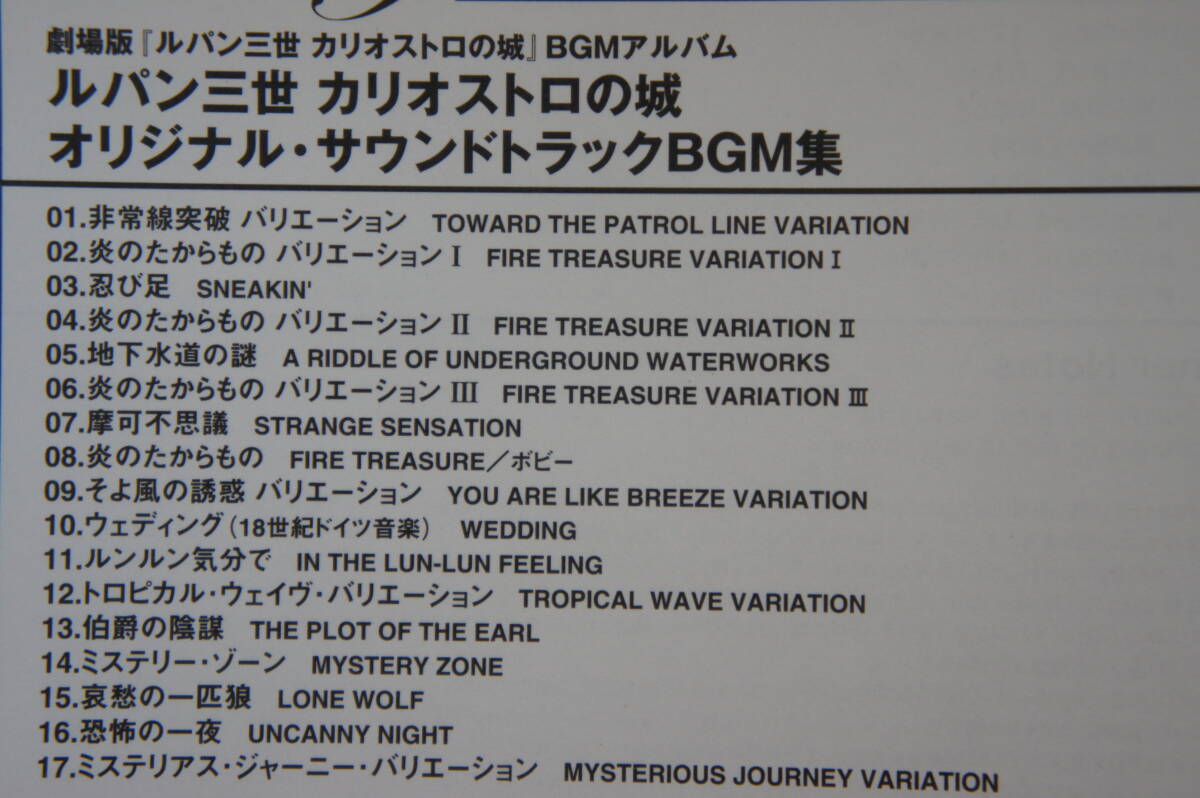 劇場版『ルパン三世 カリオストロの城』BGMアルバム
ルパン三世 カリオストロの城
オリジナル・サウンドトラックBGM集
01.非常線突破 バリエーション TOWARD THE PATROL LINE VARIATION
02.炎のたからもの バリエーションⅠ FIRE TREASURE VARIATION Ⅰ
03.忍び足 SNEAKIN'
04.炎のたからもの バリエーションⅡ FIRE TREASURE VARIATION Ⅱ
05.地下水道の謎 A RIDDLE OF UNDERGROUND WATERWORKS
06.炎のたからもの バリエーションⅢ FIRE TREASURE VARIATION Ⅲ
07.摩可不思議 STRANGE SENSATION
08.炎のたからもの FIRE TREASURE／ボビー
09.そよ風の誘惑 バリエーション YOU ARE LIKE BREEZE VARIATION
10.ウェディング(18世紀ドイツ音楽) WEDDING
11.ルンルン気分で IN THE LUN-LUN FEELING
12.トロピカル・ウェイヴ・バリエーション TROPICAL WAVE VARIATION
13.伯爵の陰謀 THE PLOT OF THE EARL
14.ミステリー・ゾーン MYSTERY ZONE
15.哀愁の一匹狼 LONE WOLF
16.恐怖の一夜 UNCANNY NIGHT
17.ミステリアス・ジャーニー・バリエーション MYSTERIOUS JOURNEY VARIATION